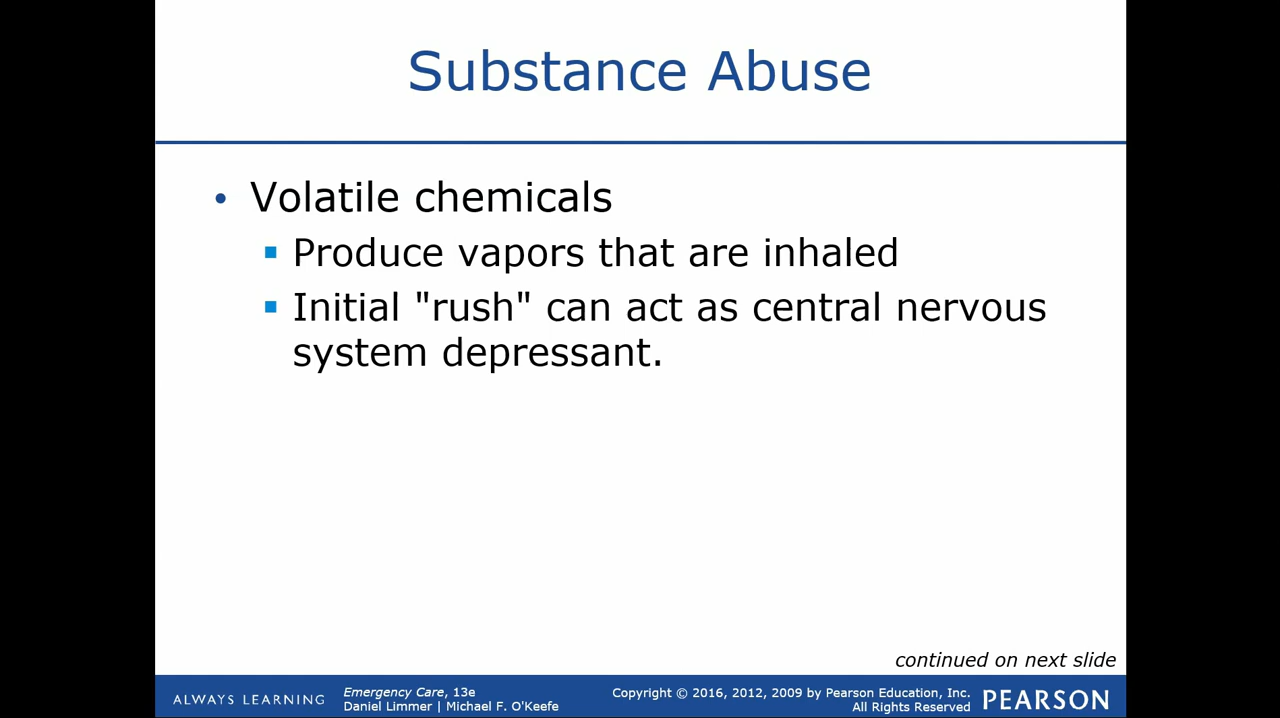 Substance Abuse
• Volatile chemicals
▪ Produce vapors that are inhaled
▪ Initial "rush" can act as central nervous
system depressant.
continued on next slide
ALWAYS LEARNING
Emergency Care, 13e
Daniel Limmer | Michael F. O'Keefe
Copyright © 2016, 2012, 2009 by Pearson Education, Inc.
All Rights Reserved
PEARSON